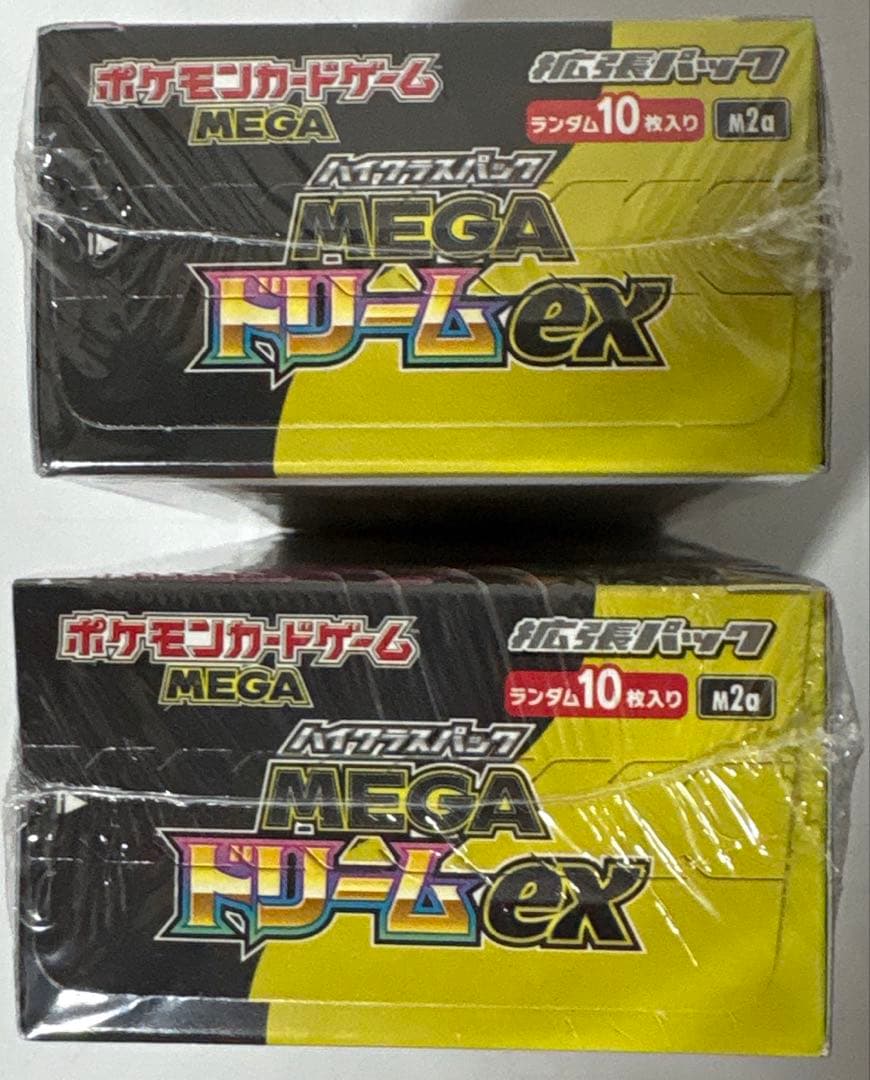 ポケモンカードゲーム
MEGA
拡張パック
ランダム10枚入り M2a
ハイクラスパック
MEGA
ドリームex
ポケモンカードゲーム
MEGA
拡張パック
ランダム10枚入り M2a
ハイクラスパック
MEGA
ドリームex